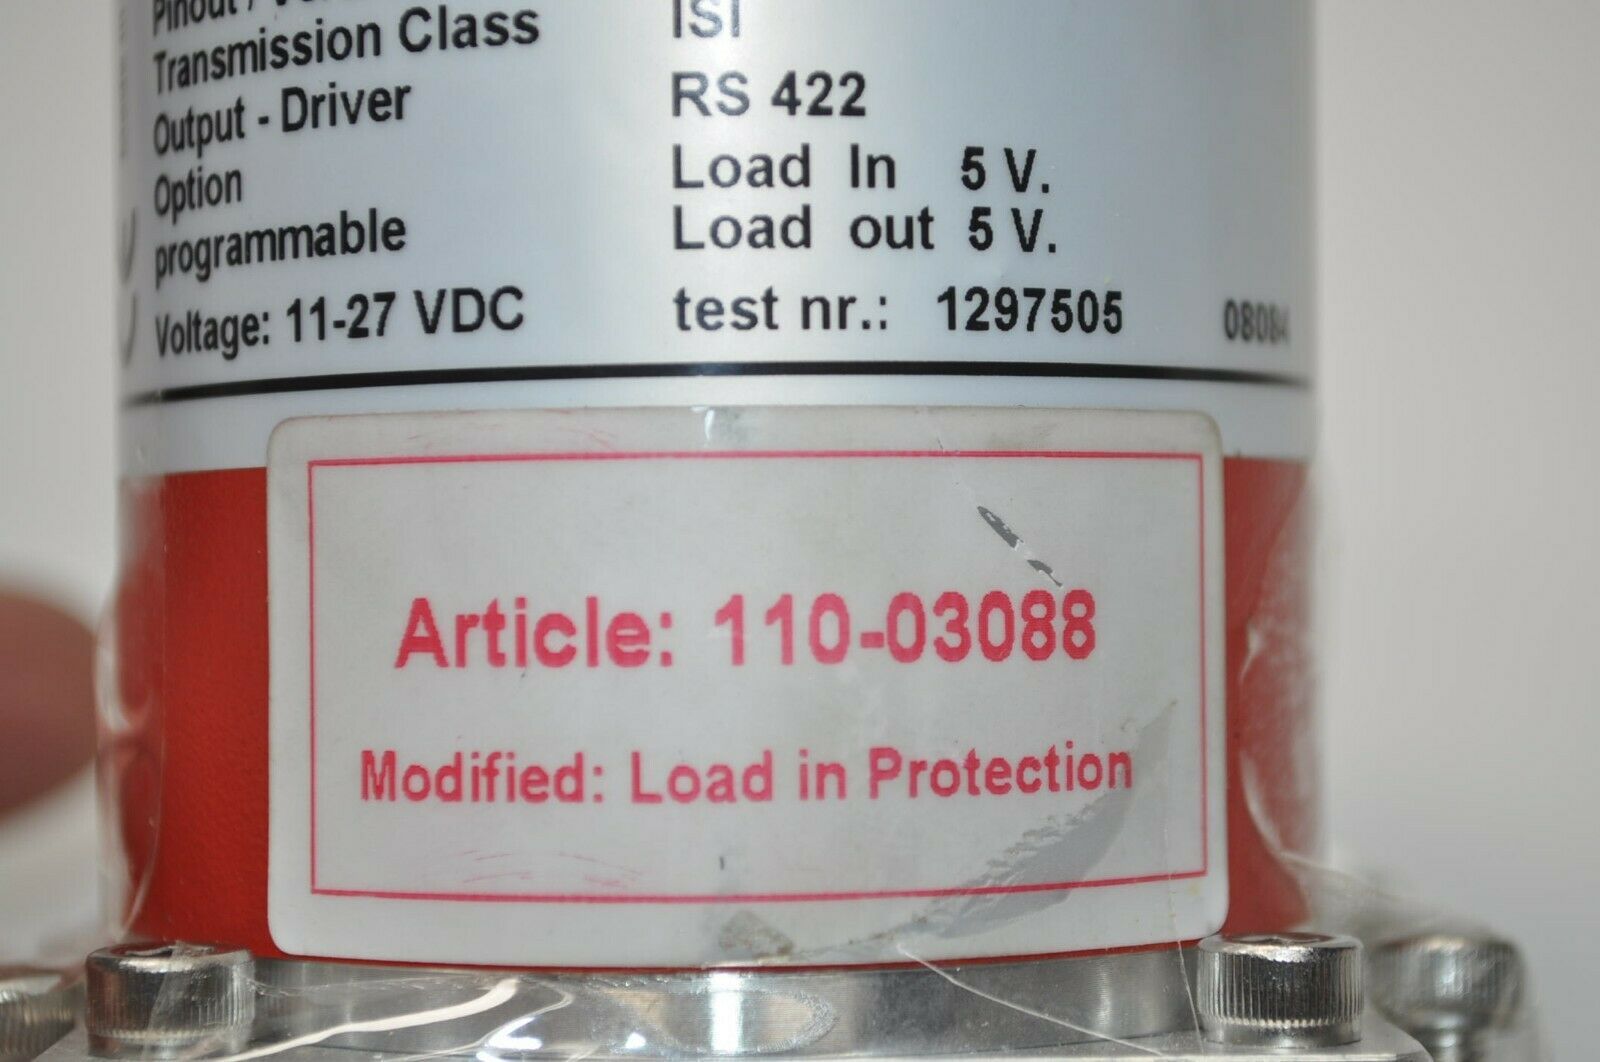 Pinout /
Transmission Class ISI
Output - Driver RS 422
Option Load In 5 V.
programmable Load out 5 V.
Voltage: 11-27 VDC test nr.: 1297505
Article: 110-03088
Modified: Load in Protection